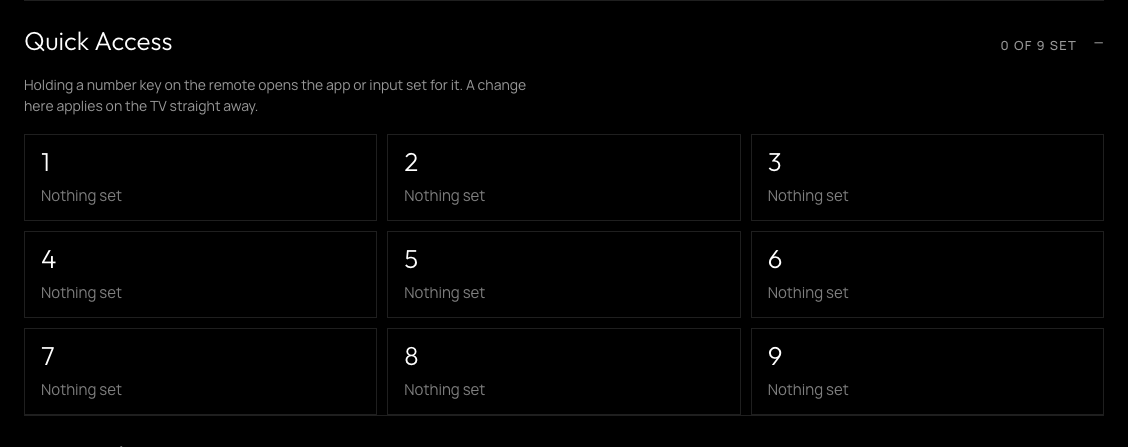 Quick Access
0 OF 9 SET –
Holding a number key on the remote opens the app or input set for it. A change
here applies on the TV straight away.
1
2
3
Nothing set
Nothing set
Nothing set
4
5
6
Nothing set
Nothing set
Nothing set
7
8
9
Nothing set
Nothing set
Nothing set